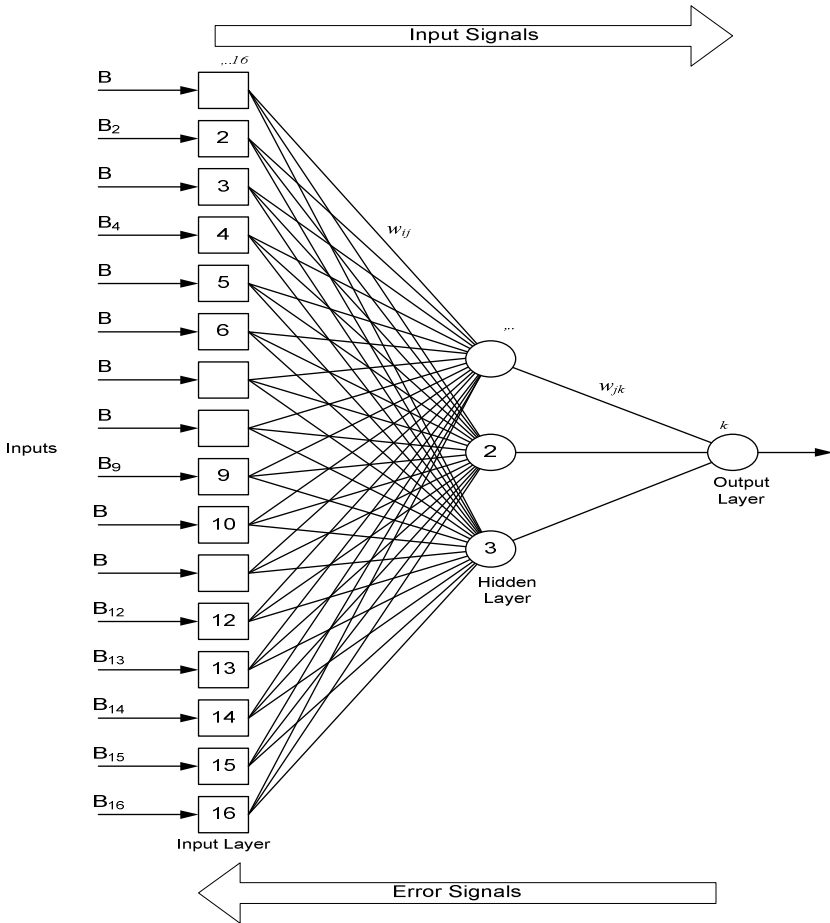 Input Signals
,..16
B
B₂
2
B
3
B₄
4
wᵢⱼ
B
5
B
6
,..
wⱼₖ
B
k
Inputs
B₉
9
2
Output
Layer
B
10
B
3
Hidden
Layer
B₁₂
12
B₁₃
13
B₁₄
14
B₁₅
15
B₁₆
16
Input Layer
Error Signals